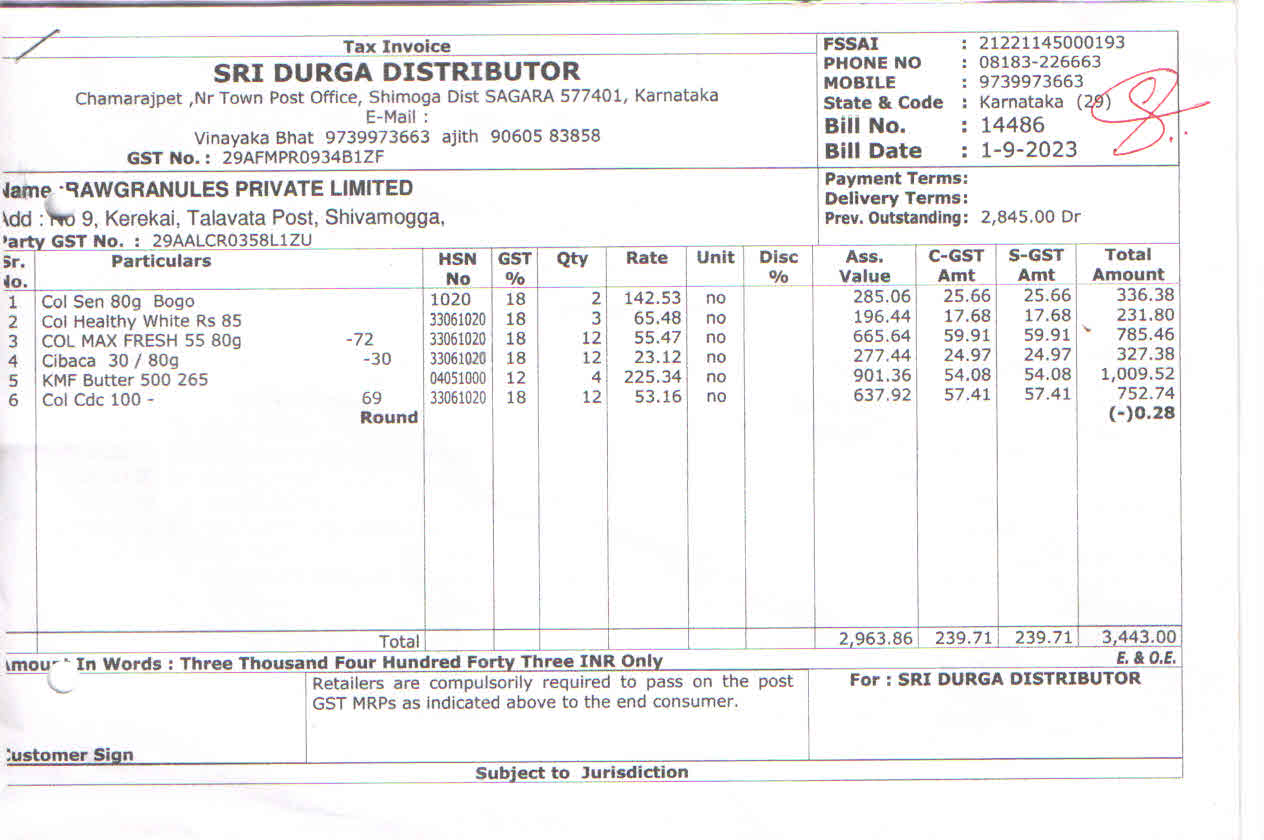 Tax Invoice
SRI DURGA DISTRIBUTOR
Chamarajpet ,Nr Town Post Office, Shimoga Dist SAGARA 577401, Karnataka
E-Mail :
Vinayaka Bhat 9739973663 ajith 90605 83858
GST No. : 29AFMPR0934B1ZF
FSSAI : 21221145000193
PHONE NO : 08183-226663
MOBILE : 9739973663
State & Code : Karnataka (29)
Bill No. : 14486
Bill Date : 1-9-2023
Name : RAWGRANULES PRIVATE LIMITED
Add : No 9, Kerekai, Talavata Post, Shivamogga,
Party GST No. : 29AALCR0358L1ZU
Payment Terms:
Delivery Terms:
Prev. Outstanding: 2,845.00 Dr
Sr. No. Particulars HSN No GST % Qty Rate Unit Disc % Ass. Value C-GST Amt S-GST Amt Total Amount
1 Col Sen 80g Bogo 1020 18 2 142.53 no 285.06 25.66 25.66 336.38
2 Col Healthy White Rs 85 33061020 18 3 65.48 no 196.44 17.68 17.68 231.80
3 COL MAX FRESH 55 80g -72 33061020 18 12 55.47 no 665.64 59.91 59.91 785.46
4 Cibaca 30 / 80g -30 33061020 18 12 23.12 no 277.44 24.97 24.97 327.38
5 KMF Butter 500 265 04051000 12 4 225.34 no 901.36 54.08 54.08 1,009.52
6 Col Cdc 100 - 69 33061020 18 12 53.16 no 637.92 57.41 57.41 752.74
Round (-)0.28
Total 2,963.86 239.71 239.71 3,443.00
Amount In Words : Three Thousand Four Hundred Forty Three INR Only E. & O.E.
Retailers are compulsorily required to pass on the post
GST MRPs as indicated above to the end consumer.
For : SRI DURGA DISTRIBUTOR
Customer Sign
Subject to Jurisdiction